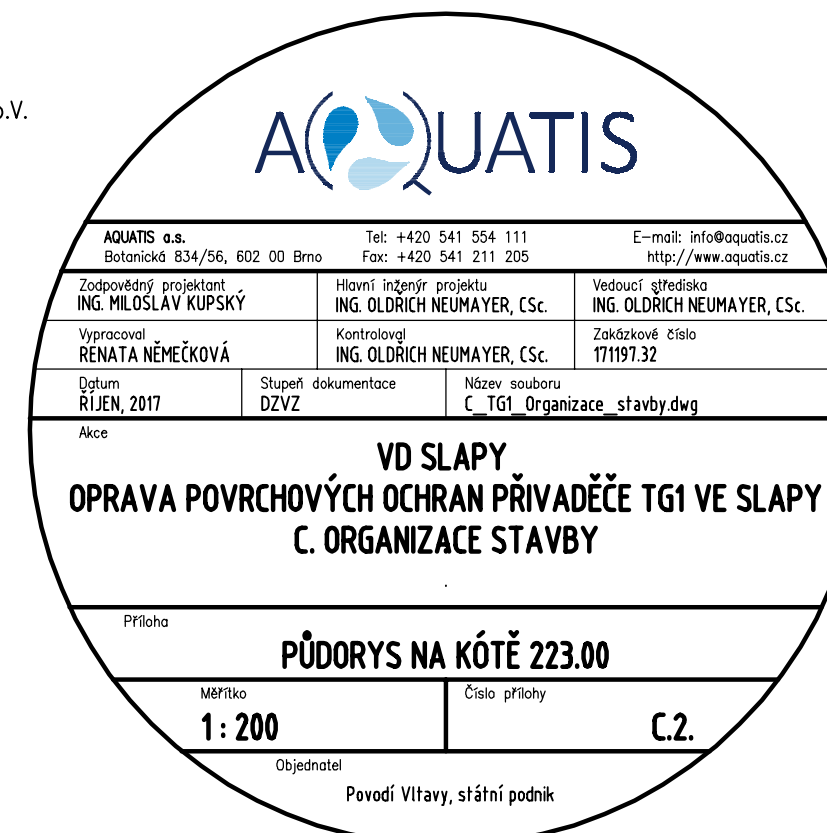 o.V.
AQUATIS
AQUATIS a.s. Tel: +420 541 554 111 E-mail: info@aquatis.cz
Botanická 834/56, 602 00 Brno Fax: +420 541 211 205 http://www.aquatis.cz
Zodpovědný projektant Hlavní inženýr projektu Vedoucí střediska
ING. MILOSLAV KUPSKÝ ING. OLDŘICH NEUMAYER, CSc. ING. OLDŘICH NEUMAYER, CSc.
Vypracoval Kontroloval Zakázkové číslo
RENATA NĚMEČKOVÁ ING. OLDŘICH NEUMAYER, CSc. 171197.32
Datum Stupeň dokumentace Název souboru
ŘÍJEN, 2017 DZVZ C_TG1_Organizace_stavby.dwg
Akce
VD SLAPY
OPRAVA POVRCHOVÝCH OCHRAN PŘIVADĚČE TG1 VE SLAPY
C. ORGANIZACE STAVBY
Příloha
PŮDORYS NA KÓTĚ 223.00
Měřítko Číslo přílohy
1 : 200 C.2.
Objednatel
Povodí Vltavy, státní podnik